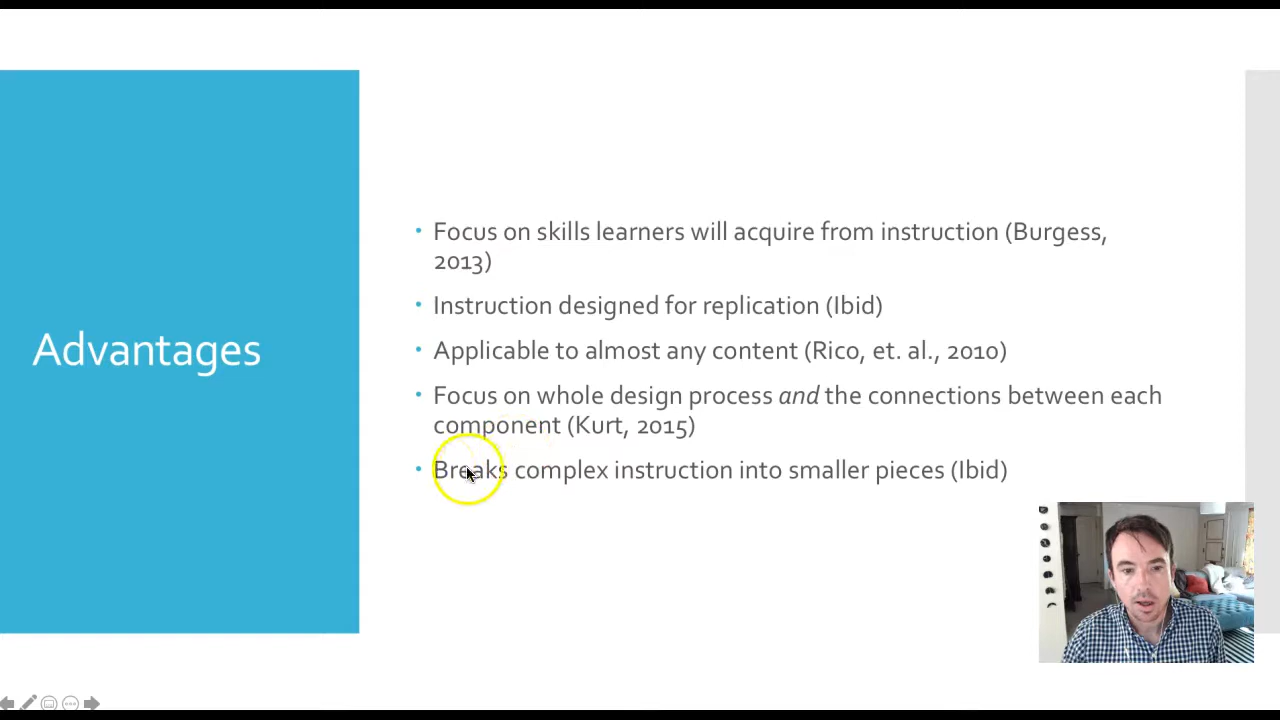 Advantages
Focus on skills learners will acquire from instruction (Burgess,
2013)
Instruction designed for replication (Ibid)
Applicable to almost any content (Rico, et. al., 2010)
Focus on whole design process and the connections between each
component (Kurt, 2015)
Breaks complex instruction into smaller pieces (Ibid)